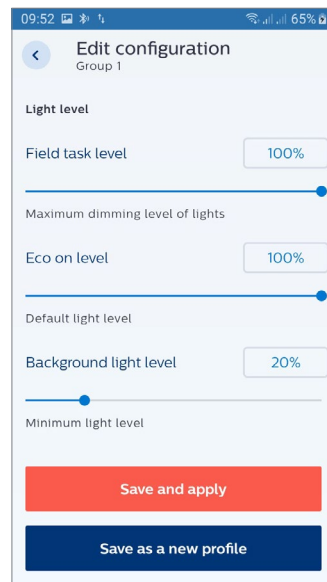 09:52 65%
Edit configuration
Group 1
Light level
Field task level 100%
Maximum dimming level of lights
Eco on level 100%
Default light level
Background light level 20%
Minimum light level
Save and apply
Save as a new profile